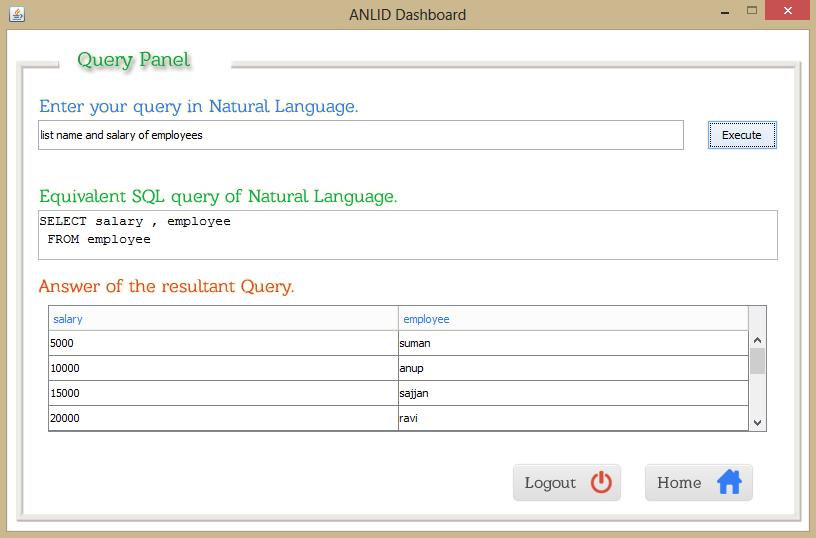 ANLID Dashboard
Query Panel
Enter your query in Natural Language.
list name and salary of employees
Execute
Equivalent SQL query of Natural Language.
SELECT salary , employee
FROM employee
Answer of the resultant Query.
salary employee
5000 suman
10000 anup
15000 sajjan
20000 ravi
Logout Home